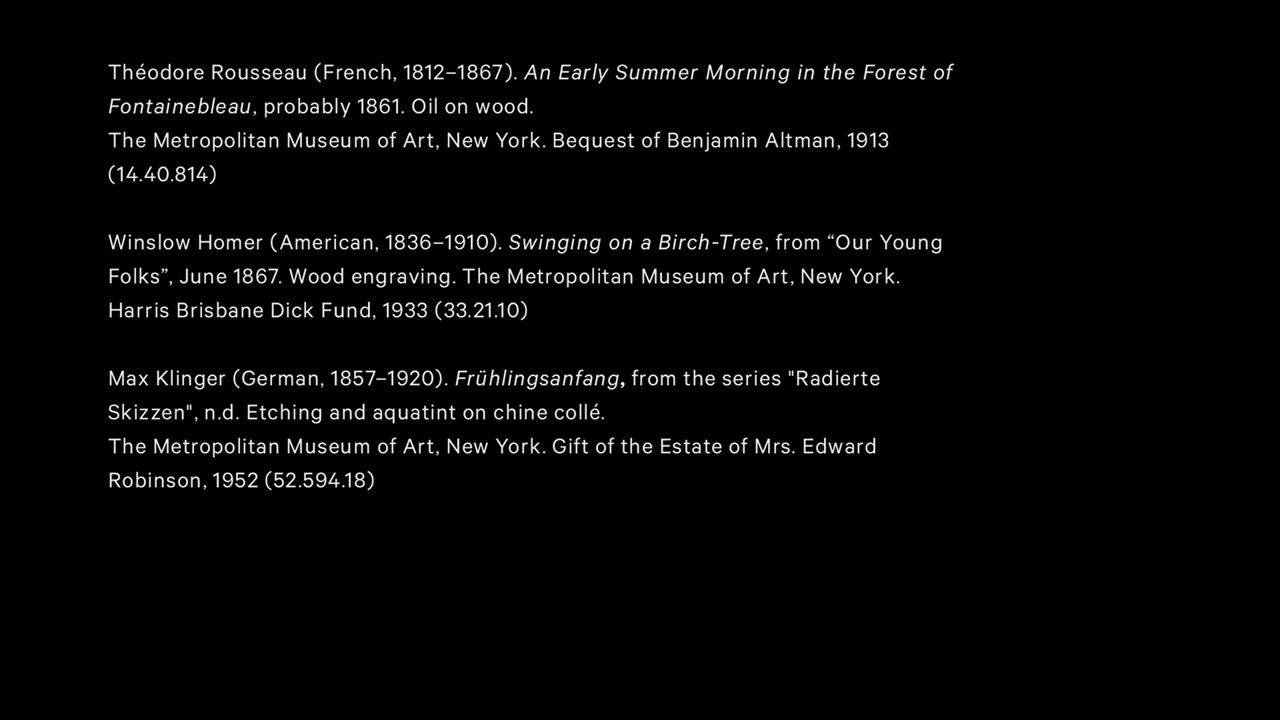 Théodore Rousseau (French, 1812–1867). An Early Summer Morning in the Forest of
Fontainebleau, probably 1861. Oil on wood.
The Metropolitan Museum of Art, New York. Bequest of Benjamin Altman, 1913
(14.40.814)
Winslow Homer (American, 1836–1910). Swinging on a Birch-Tree, from “Our Young
Folks”, June 1867. Wood engraving. The Metropolitan Museum of Art, New York.
Harris Brisbane Dick Fund, 1933 (33.21.10)
Max Klinger (German, 1857–1920). Frühlingsanfang, from the series "Radierte
Skizzen", n.d. Etching and aquatint on chine collé.
The Metropolitan Museum of Art, New York. Gift of the Estate of Mrs. Edward
Robinson, 1952 (52.594.18)